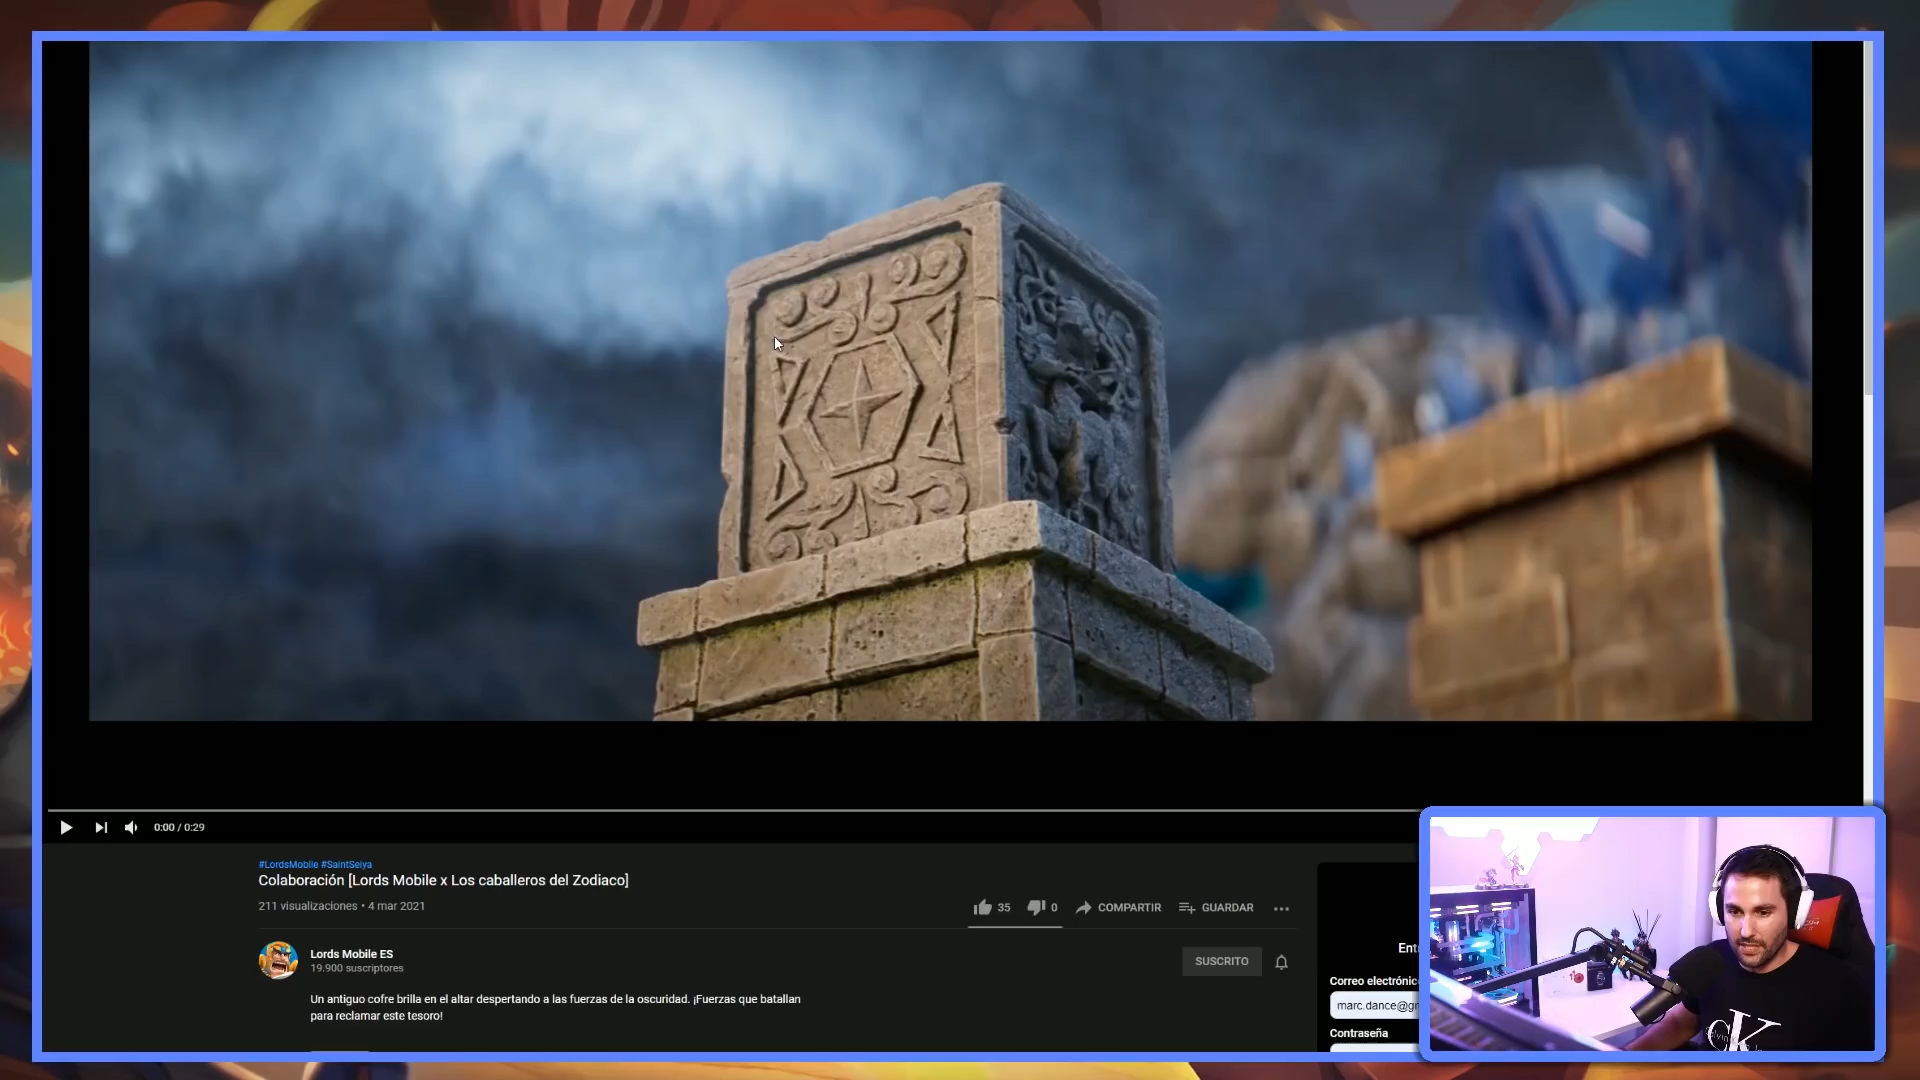 0:00 / 0:29
#LordsMobile #SaintSeiya
Colaboración [Lords Mobile x Los caballeros del Zodiaco]
211 visualizaciones • 4 mar 2021
35
0
COMPARTIR
GUARDAR
Lords Mobile ES
19.900 suscriptores
SUSCRITO
Un antiguo cofre brilla en el altar despertando a las fuerzas de la oscuridad. ¡Fuerzas que batallan
para reclamar este tesoro!
Correo electrónico
marc.dance@g
Contraseña
CK